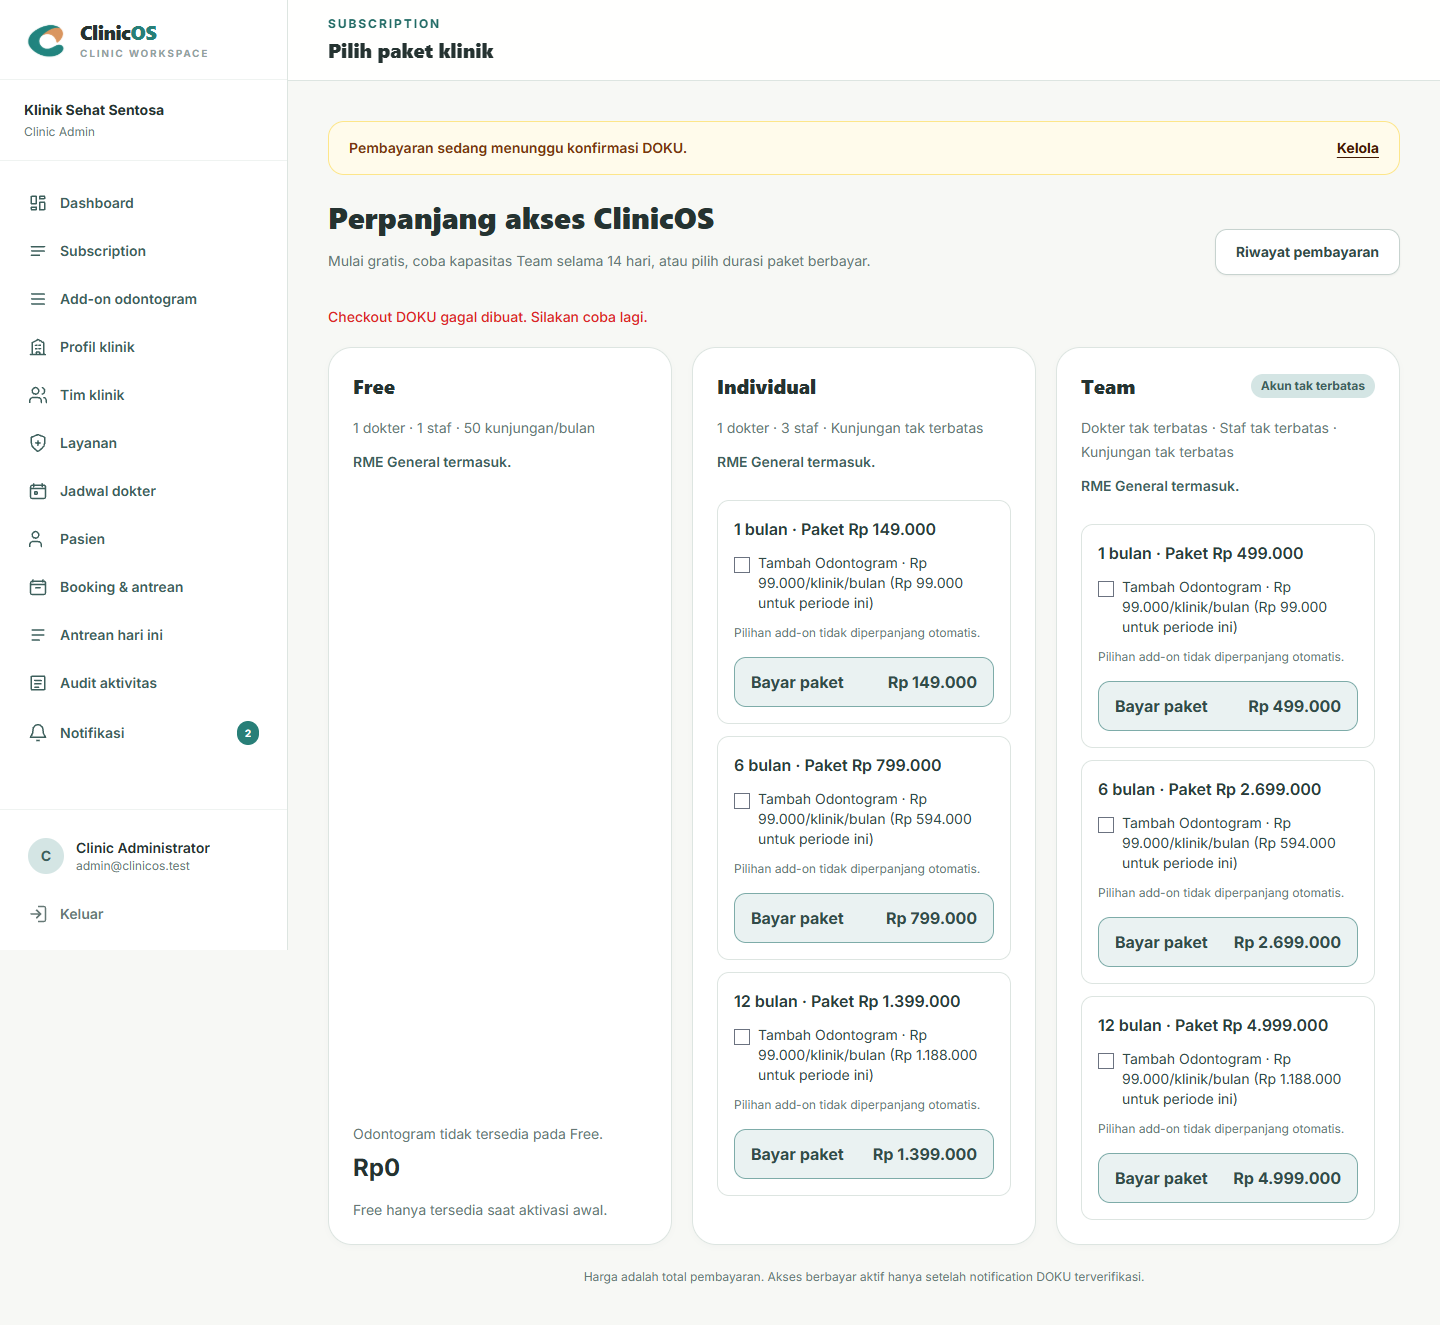 ClinicOS
CLINIC WORKSPACE
Klinik Sehat Sentosa
Clinic Admin
Dashboard
Subscription
Add-on odontogram
Profil klinik
Tim klinik
Layanan
Jadwal dokter
Pasien
Booking & antrean
Antrean hari ini
Audit aktivitas
Notifikasi 2
C
Clinic Administrator
admin@clinicos.test
Keluar
SUBSCRIPTION
Pilih paket klinik
Pembayaran sedang menunggu konfirmasi DOKU. Kelola
Perpanjang akses ClinicOS
Mulai gratis, coba kapasitas Team selama 14 hari, atau pilih durasi paket berbayar.
Riwayat pembayaran
Checkout DOKU gagal dibuat. Silakan coba lagi.
Free
1 dokter · 1 staf · 50 kunjungan/bulan
RME General termasuk.
Odontogram tidak tersedia pada Free.
Rp0
Free hanya tersedia saat aktivasi awal.
Individual
1 dokter · 3 staf · Kunjungan tak terbatas
RME General termasuk.
1 bulan · Paket Rp 149.000
Tambah Odontogram · Rp
99.000/klinik/bulan (Rp 99.000
untuk periode ini)
Pilihan add-on tidak diperpanjang otomatis.
Bayar paket Rp 149.000
6 bulan · Paket Rp 799.000
Tambah Odontogram · Rp
99.000/klinik/bulan (Rp 594.000
untuk periode ini)
Pilihan add-on tidak diperpanjang otomatis.
Bayar paket Rp 799.000
12 bulan · Paket Rp 1.399.000
Tambah Odontogram · Rp
99.000/klinik/bulan (Rp 1.188.000
untuk periode ini)
Pilihan add-on tidak diperpanjang otomatis.
Bayar paket Rp 1.399.000
Team Akun tak terbatas
Dokter tak terbatas · Staf tak terbatas ·
Kunjungan tak terbatas
RME General termasuk.
1 bulan · Paket Rp 499.000
Tambah Odontogram · Rp
99.000/klinik/bulan (Rp 99.000
untuk periode ini)
Pilihan add-on tidak diperpanjang otomatis.
Bayar paket Rp 499.000
6 bulan · Paket Rp 2.699.000
Tambah Odontogram · Rp
99.000/klinik/bulan (Rp 594.000
untuk periode ini)
Pilihan add-on tidak diperpanjang otomatis.
Bayar paket Rp 2.699.000
12 bulan · Paket Rp 4.999.000
Tambah Odontogram · Rp
99.000/klinik/bulan (Rp 1.188.000
untuk periode ini)
Pilihan add-on tidak diperpanjang otomatis.
Bayar paket Rp 4.999.000
Harga adalah total pembayaran. Akses berbayar aktif hanya setelah notification DOKU terverifikasi.